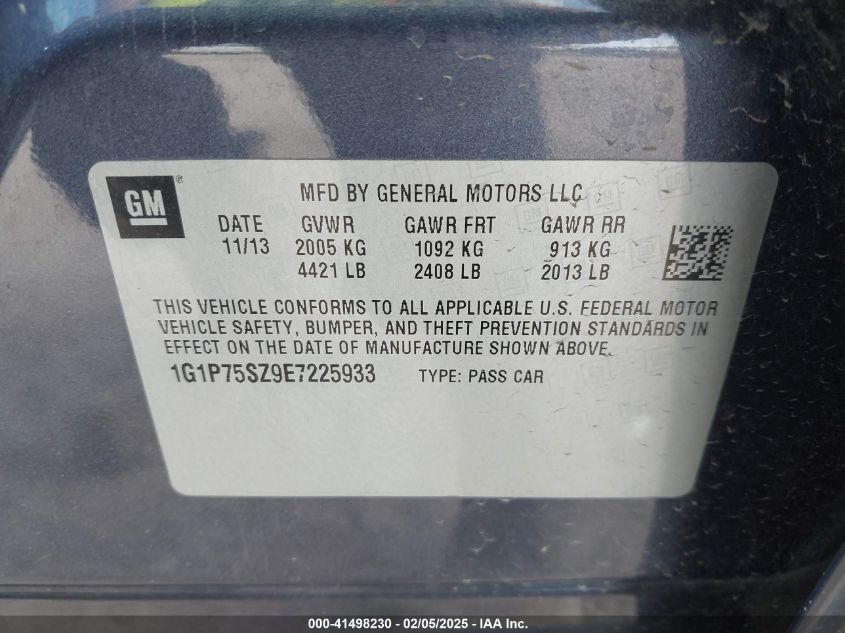 GM®
MFD BY GENERAL MOTORS LLC
DATE GVWR GAWR FRT GAWR RR
11/13 2005 KG 1092 KG 913 KG
4421 LB 2408 LB 2013 LB
THIS VEHICLE CONFORMS TO ALL APPLICABLE U.S. FEDERAL MOTOR
VEHICLE SAFETY, BUMPER, AND THEFT PREVENTION STANDARDS IN
EFFECT ON THE DATE OF MANUFACTURE SHOWN ABOVE.
1G1P75SZ9E7225933 TYPE: PASS CAR
000-41498230 - 02/05/2025 - IAA Inc.